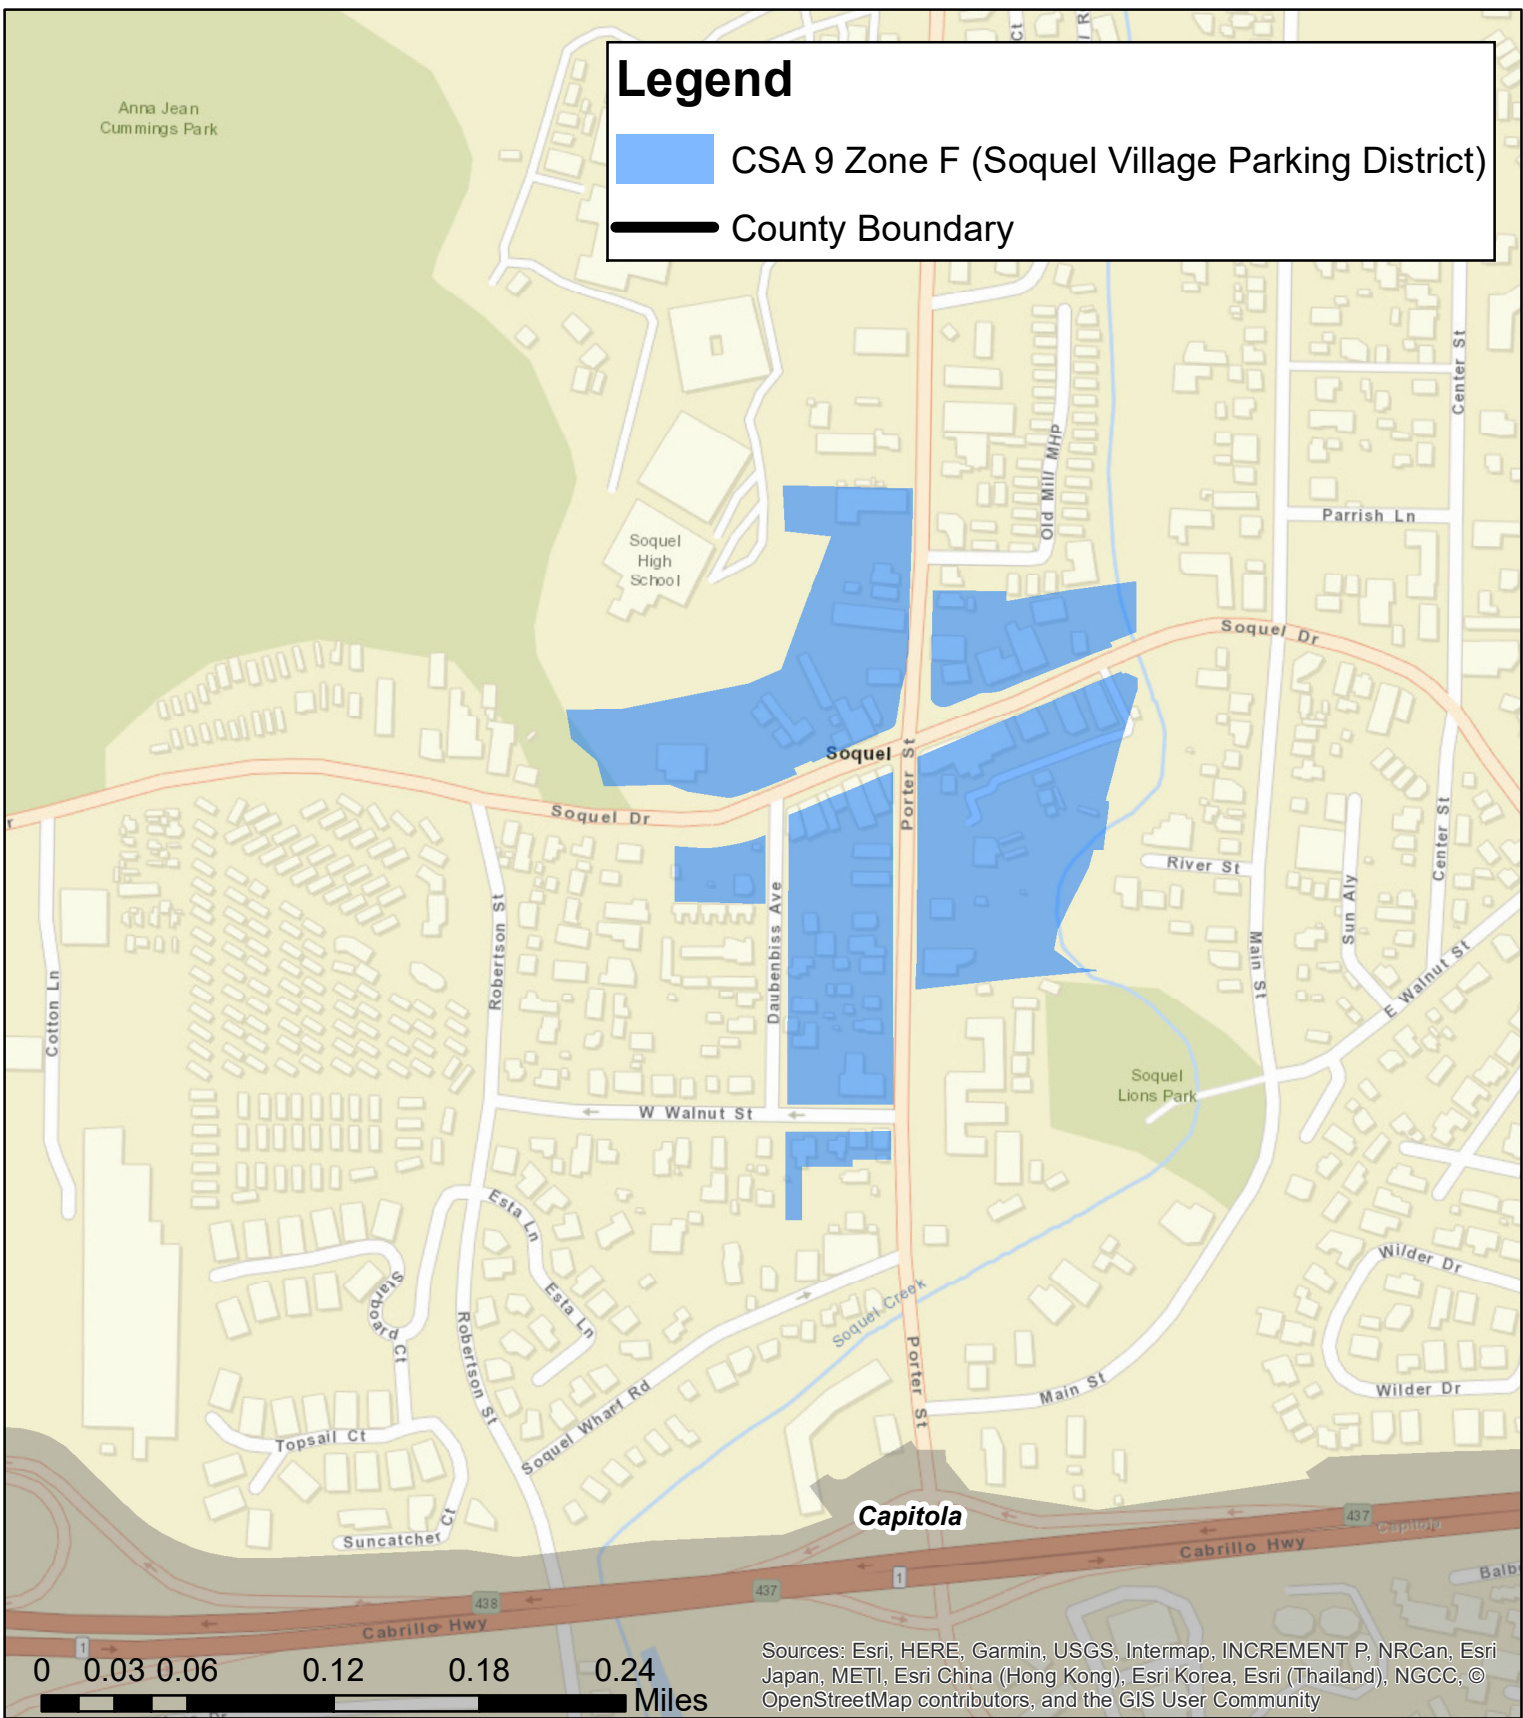 Ct
Anna Jean
Cummings Park
Legend
CSA 9 Zone F (Soquel Village Parking District)
County Boundary
Center St
Old Mill MHP
Parrish Ln
Soquel
High
School
Soquel Dr
Soquel
Porter St
Soquel Dr
River St
Center St
Sun Aly
Robertson St
Daubenbiss Ave
Main St
E Walnut St
Cotton Ln
Soquel
Lions Park
W Walnut St
Esta Ln
Wilder Dr
Starboard Ct
Esta Ln
Soquel Creek
Robertson St
Porter St
Main St
Wilder Dr
Soquel Wharf Rd
Topsail Ct
Suncatcher Ct
Capitola
437
Capitola
Cabrillo Hwy
1
437
438
Cabrillo Hwy
1
0 0.03 0.06 0.12 0.18 0.24
Miles
Sources: Esri, HERE, Garmin, USGS, Intermap, INCREMENT P, NRCan, Esri
Japan, METI, Esri China (Hong Kong), Esri Korea, Esri (Thailand), NGCC, ©
OpenStreetMap contributors, and the GIS User Community